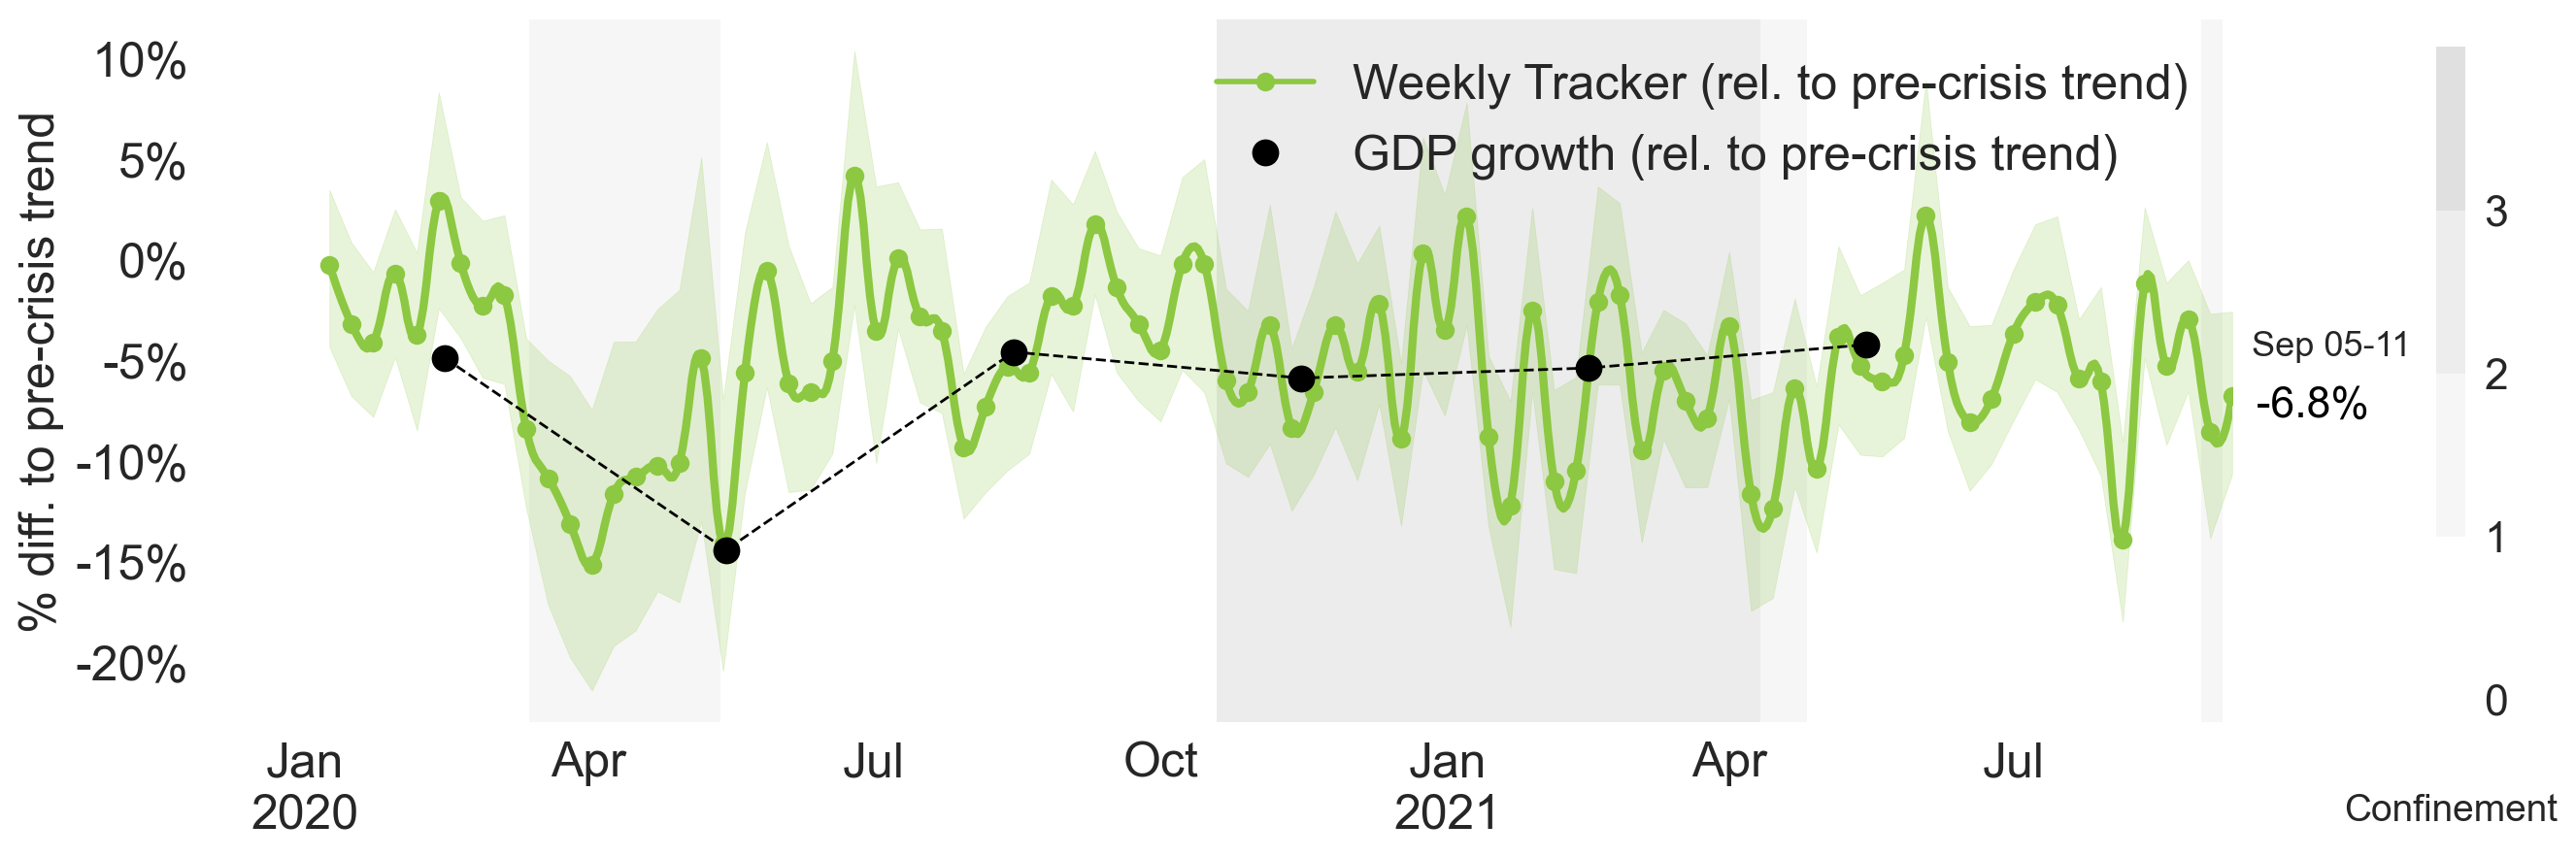 % diff. to pre-crisis trend
10%
5%
0%
-5%
-10%
-15%
-20%
Weekly Tracker (rel. to pre-crisis trend)
GDP growth (rel. to pre-crisis trend)
Sep 05-11
-6.8%
3
2
1
0
Jan
2020
Apr
Jul
Oct
Jan
2021
Apr
Jul
Confinement